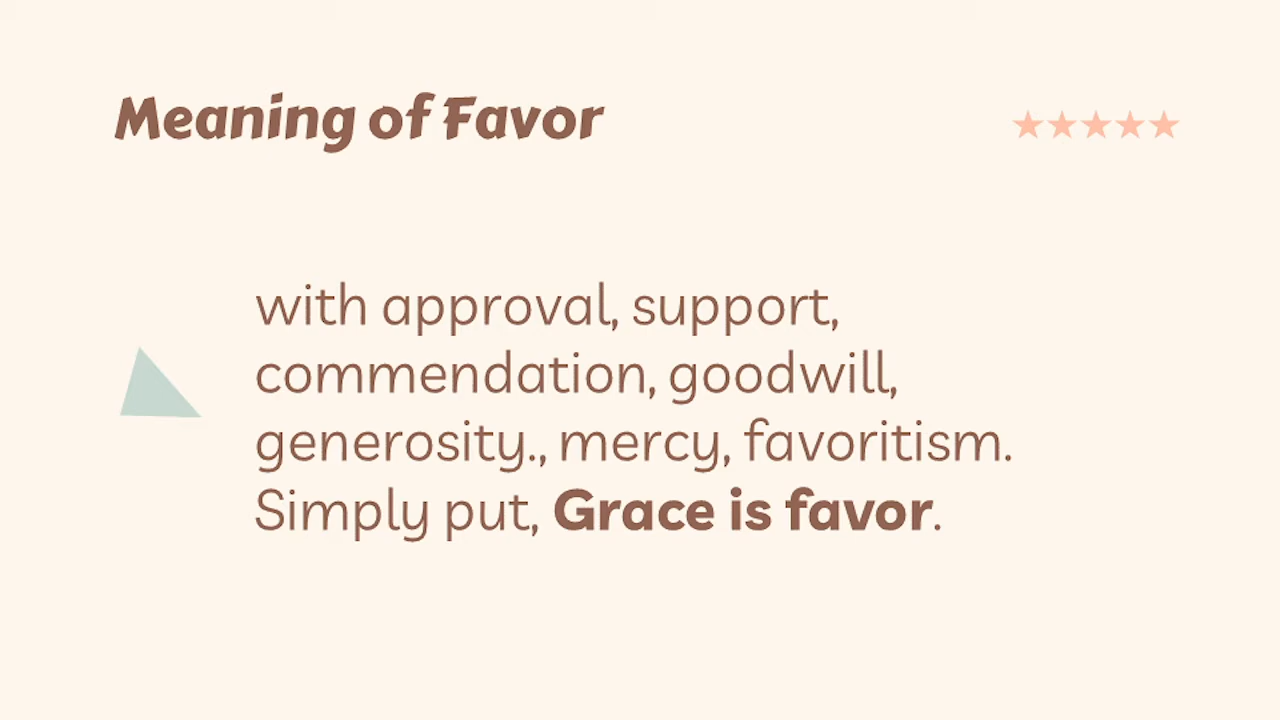 Meaning of Favor
with approval, support,
commendation, goodwill,
generosity., mercy, favoritism.
Simply put, Grace is favor.